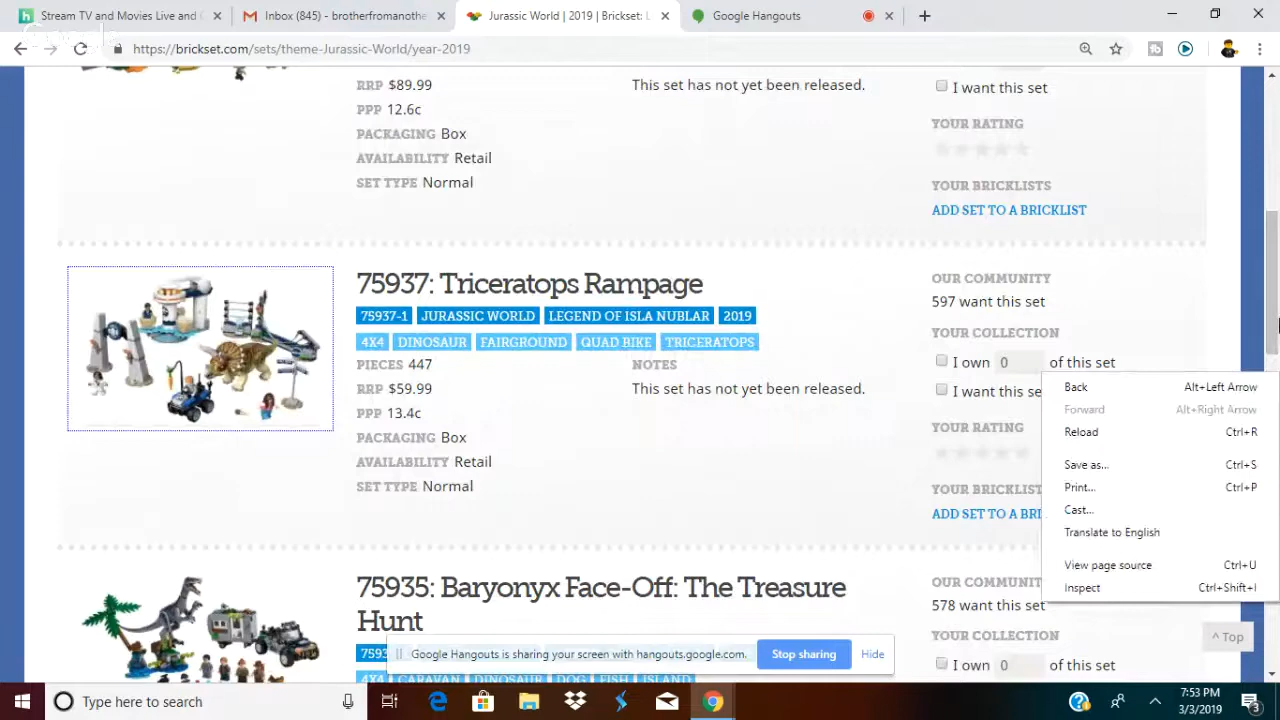 Stream TV and Movies Live and O
Inbox (845) - brotherfromanothe
Jurassic World | 2019 | Brickset: L
Google Hangouts
https://brickset.com/sets/theme-Jurassic-World/year-2019
RRP $89.99
This set has not yet been released.
I want this set
PPP 12.6c
YOUR RATING
PACKAGING Box
AVAILABILITY Retail
SET TYPE Normal
YOUR BRICKLISTS
ADD SET TO A BRICKLIST
75937: Triceratops Rampage
75937-1 JURASSIC WORLD LEGEND OF ISLA NUBLAR 2019
4X4 DINOSAUR FAIRGROUND QUAD BIKE TRICERATOPS
PIECES 447
RRP $59.99
PPP 13.4c
PACKAGING Box
AVAILABILITY Retail
SET TYPE Normal
NOTES
This set has not yet been released.
OUR COMMUNITY
597 want this set
YOUR COLLECTION
I own 0 of this set
I want this se
YOUR RATING
YOUR BRICKLIST
ADD SET TO A BRI
Back Alt+Left Arrow
Forward Alt+Right Arrow
Reload Ctrl+R
Save as... Ctrl+S
Print... Ctrl+P
Cast...
Translate to English
View page source Ctrl+U
Inspect Ctrl+Shift+I
75935: Baryonyx Face-Off: The Treasure
Hunt
7593
4X4 CARAVAN DINOSAUR DOG FISH ISLAND
OUR COMMUNIT
578 want this set
YOUR COLLECTION
I own 0 of this set
^ Top
Google Hangouts is sharing your screen with hangouts.google.com.
Stop sharing
Hide
Type here to search
7:53 PM
3/3/2019
3